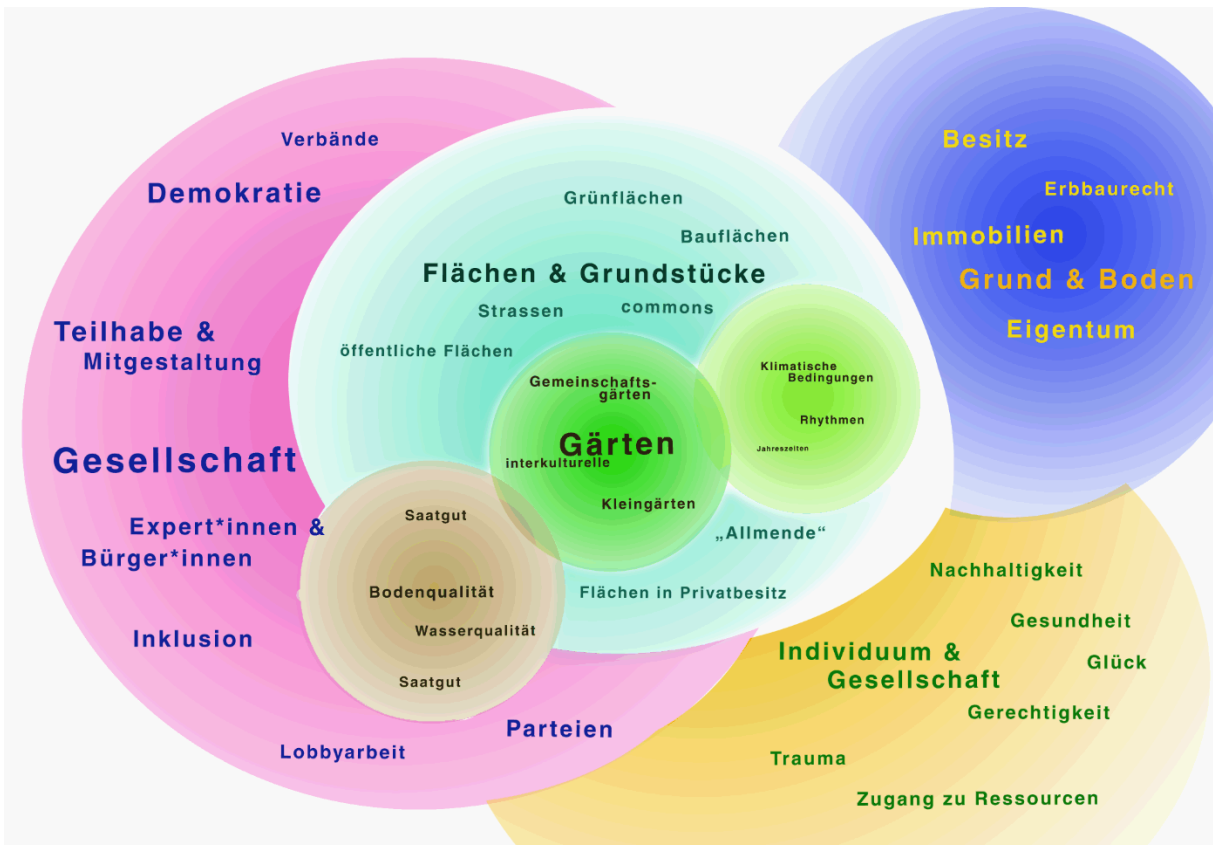 Verbände
Demokratie
Teilhabe &
Mitgestaltung
Gesellschaft
Expert*innen &
Bürger*innen
Inklusion
Lobbyarbeit
Parteien
Grünflächen
Bauflächen
Flächen & Grundstücke
Strassen
commons
öffentliche Flächen
Gemeinschafts-
gärten
Gärten
interkulturelle
Kleingärten
Klimatische
Bedingungen
Rhythmen
Jahreszeiten
„Allmende“
Flächen in Privatbesitz
Saatgut
Bodenqualität
Wasserqualität
Saatgut
Besitz
Erbbaurecht
Immobilien
Grund & Boden
Eigentum
Nachhaltigkeit
Gesundheit
Individuum &
Gesellschaft
Glück
Gerechtigkeit
Trauma
Zugang zu Ressourcen